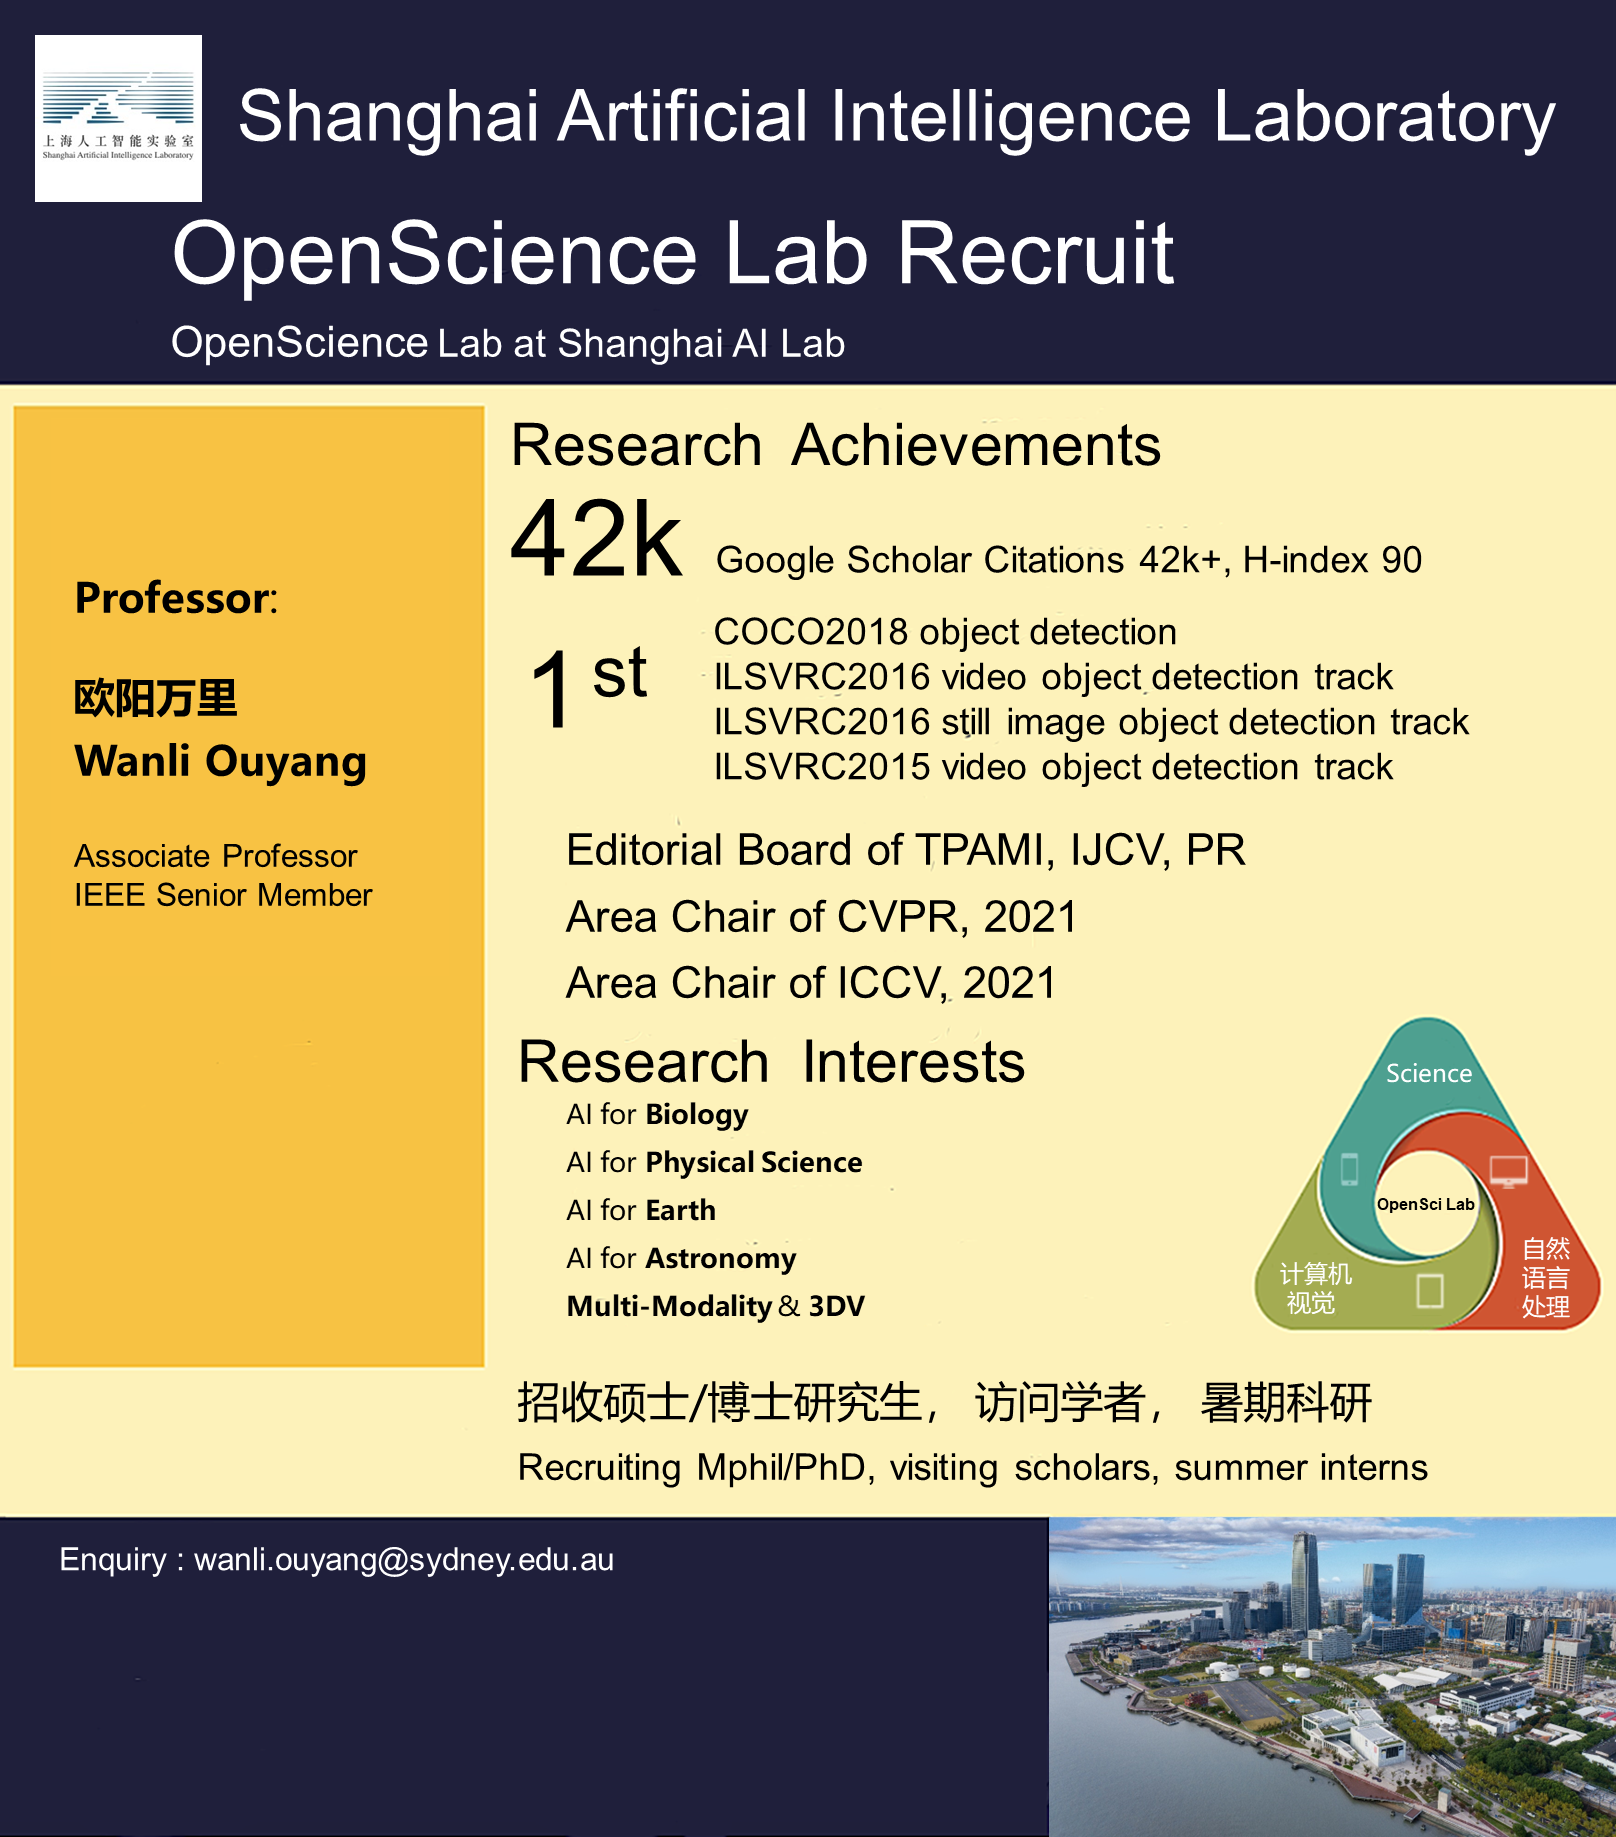 上海人工智能实验室
Shanghai Artificial Intelligence Laboratory
Shanghai Artificial Intelligence Laboratory
OpenScience Lab Recruit
OpenScience Lab at Shanghai AI Lab
Professor:
欧阳万里
Wanli Ouyang
Associate Professor
IEEE Senior Member
Research Achievements
42k Google Scholar Citations 42k+, H-index 90
1st
COCO2018 object detection
ILSVRC2016 video object detection track
ILSVRC2016 still image object detection track
ILSVRC2015 video object detection track
Editorial Board of TPAMI, IJCV, PR
Area Chair of CVPR, 2021
Area Chair of ICCV, 2021
Research Interests
AI for Biology
AI for Physical Science
AI for Earth
AI for Astronomy
Multi-Modality & 3DV
Science
OpenSci Lab
计算机
视觉
自然
语言
处理
招收硕士/博士研究生， 访问学者， 暑期科研
Recruiting Mphil/PhD, visiting scholars, summer interns
Enquiry : wanli.ouyang@sydney.edu.au